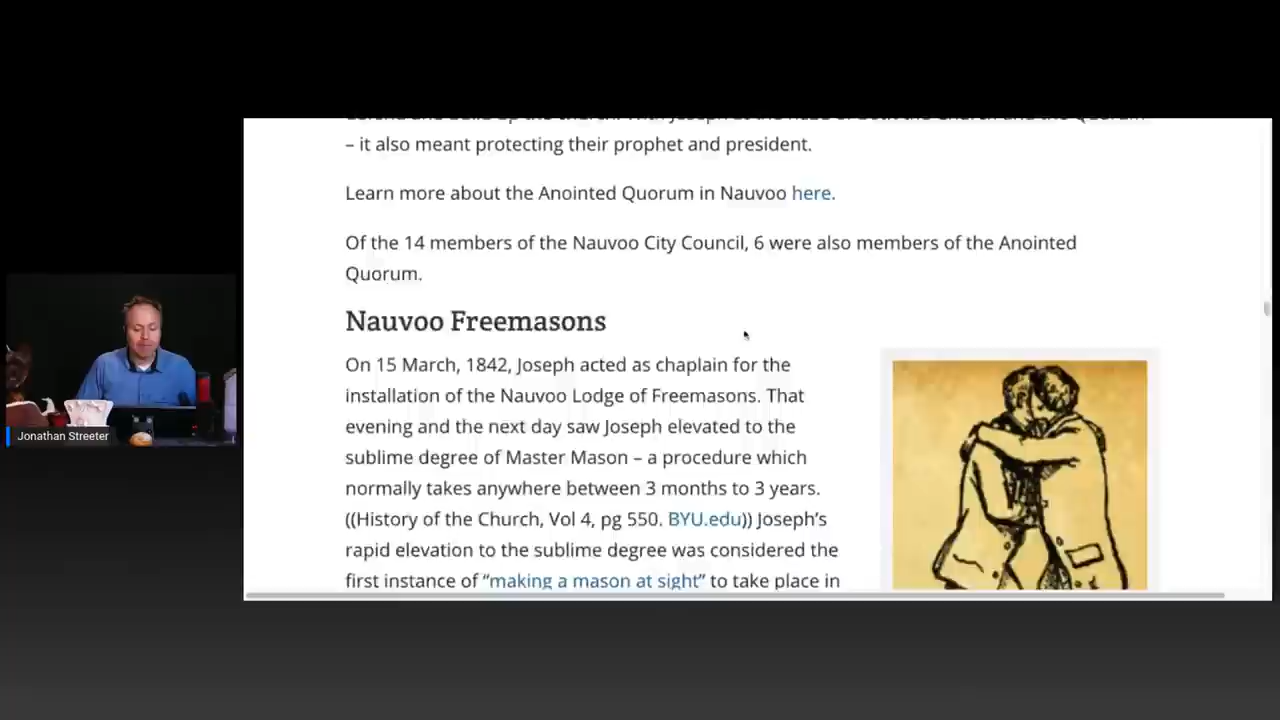 – it also meant protecting their prophet and president.
Learn more about the Anointed Quorum in Nauvoo here.
Of the 14 members of the Nauvoo City Council, 6 were also members of the Anointed
Quorum.
Nauvoo Freemasons
On 15 March, 1842, Joseph acted as chaplain for the
installation of the Nauvoo Lodge of Freemasons. That
evening and the next day saw Joseph elevated to the
sublime degree of Master Mason – a procedure which
normally takes anywhere between 3 months to 3 years.
((History of the Church, Vol 4, pg 550. BYU.edu)) Joseph’s
rapid elevation to the sublime degree was considered the
first instance of “making a mason at sight” to take place in
Jonathan Streeter